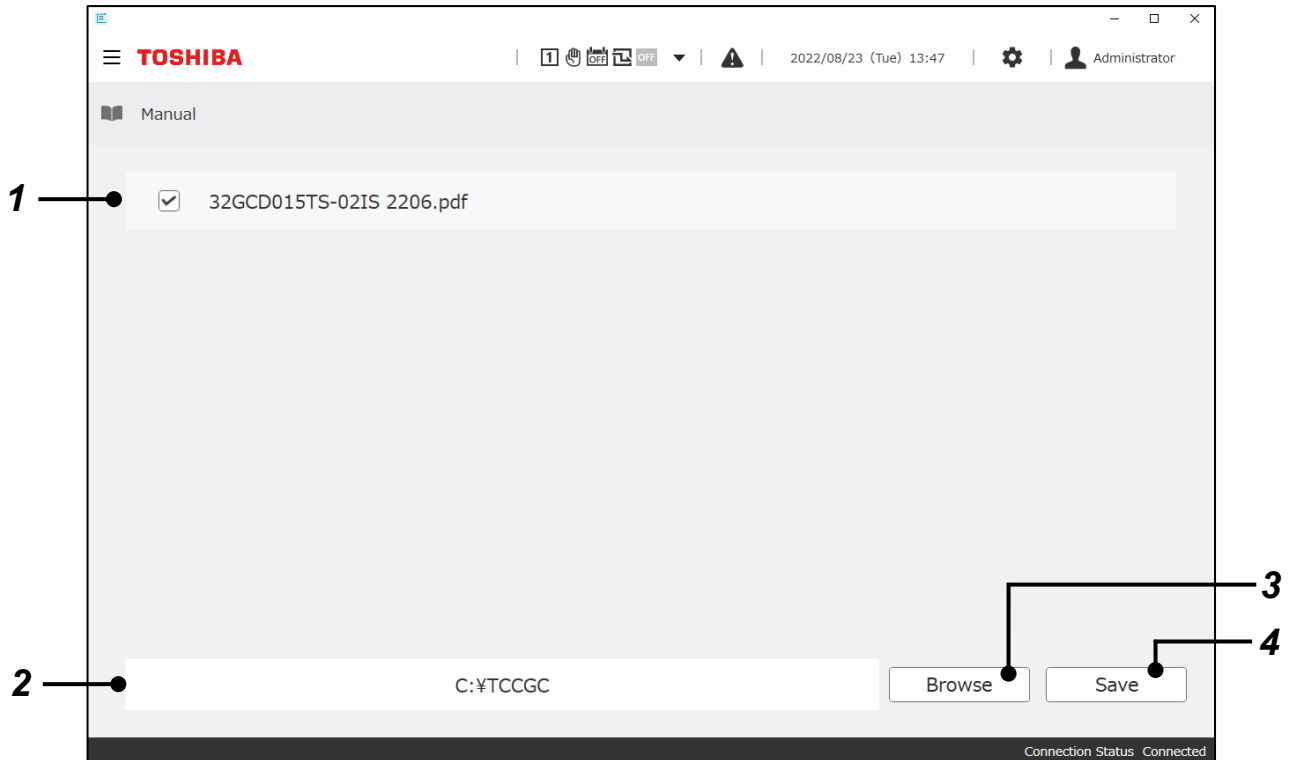 TOSHIBA | 1 OFF OFF | | 2022/08/23 (Tue) 13:47 | | Administrator
Manual
1
32GCD015TS-02IS 2206.pdf
3
4
2
C:¥TCCGC Browse Save
Connection Status Connected